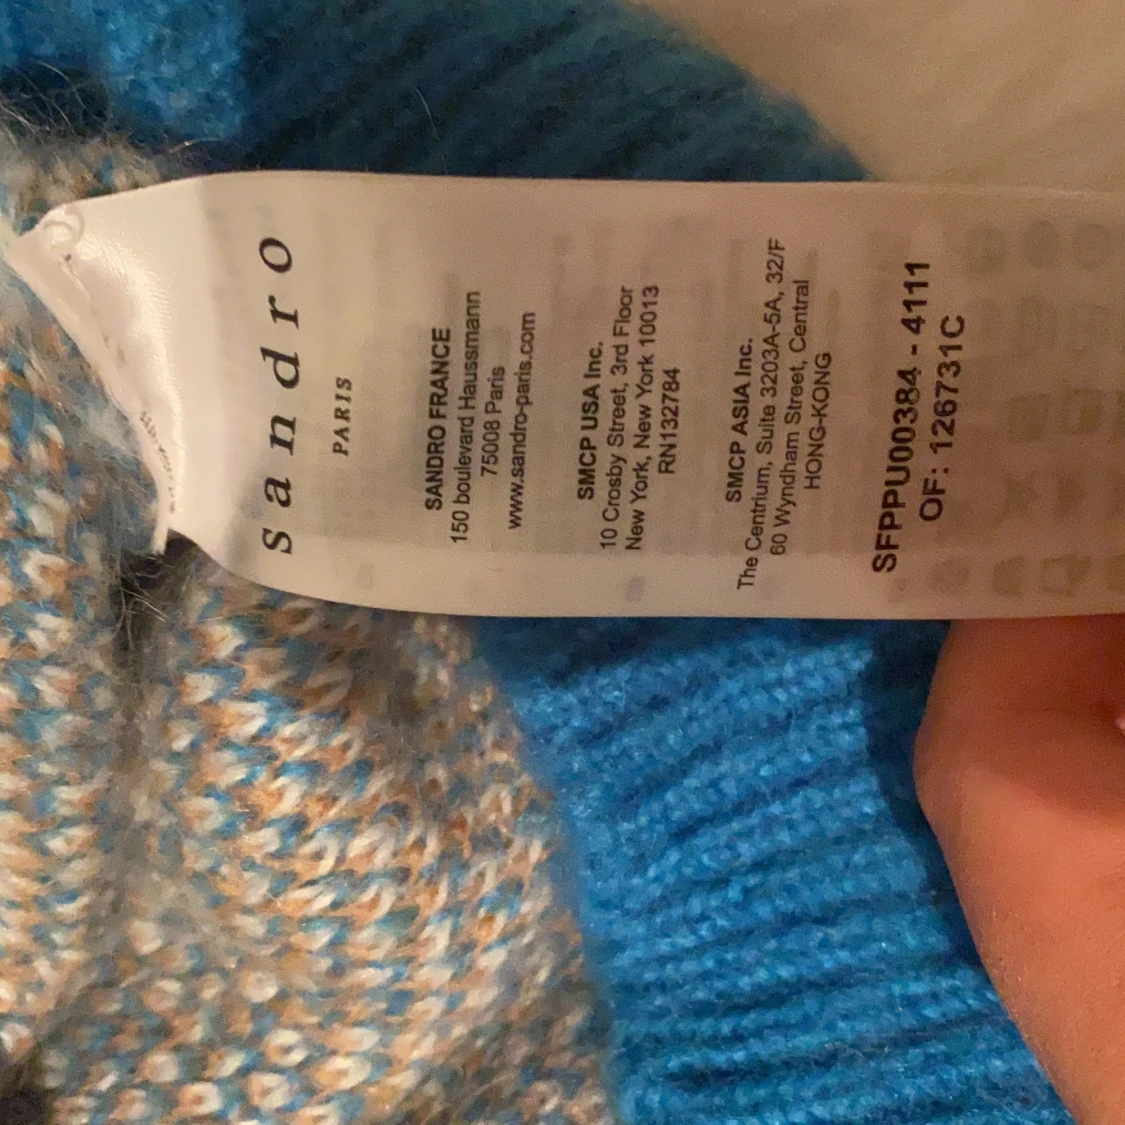 sandro
PARIS
SANDRO FRANCE
150 boulevard Haussmann
75008 Paris
www.sandro-paris.com
SMCP USA Inc.
10 Crosby Street, 3rd Floor
New York, New York 10013
RN132784
SMCP ASIA Inc.
The Centrium, Suite 3203A-5A, 32/F
60 Wyndham Street, Central
HONG-KONG
SFPPU00384 - 4111
OF: 126731C